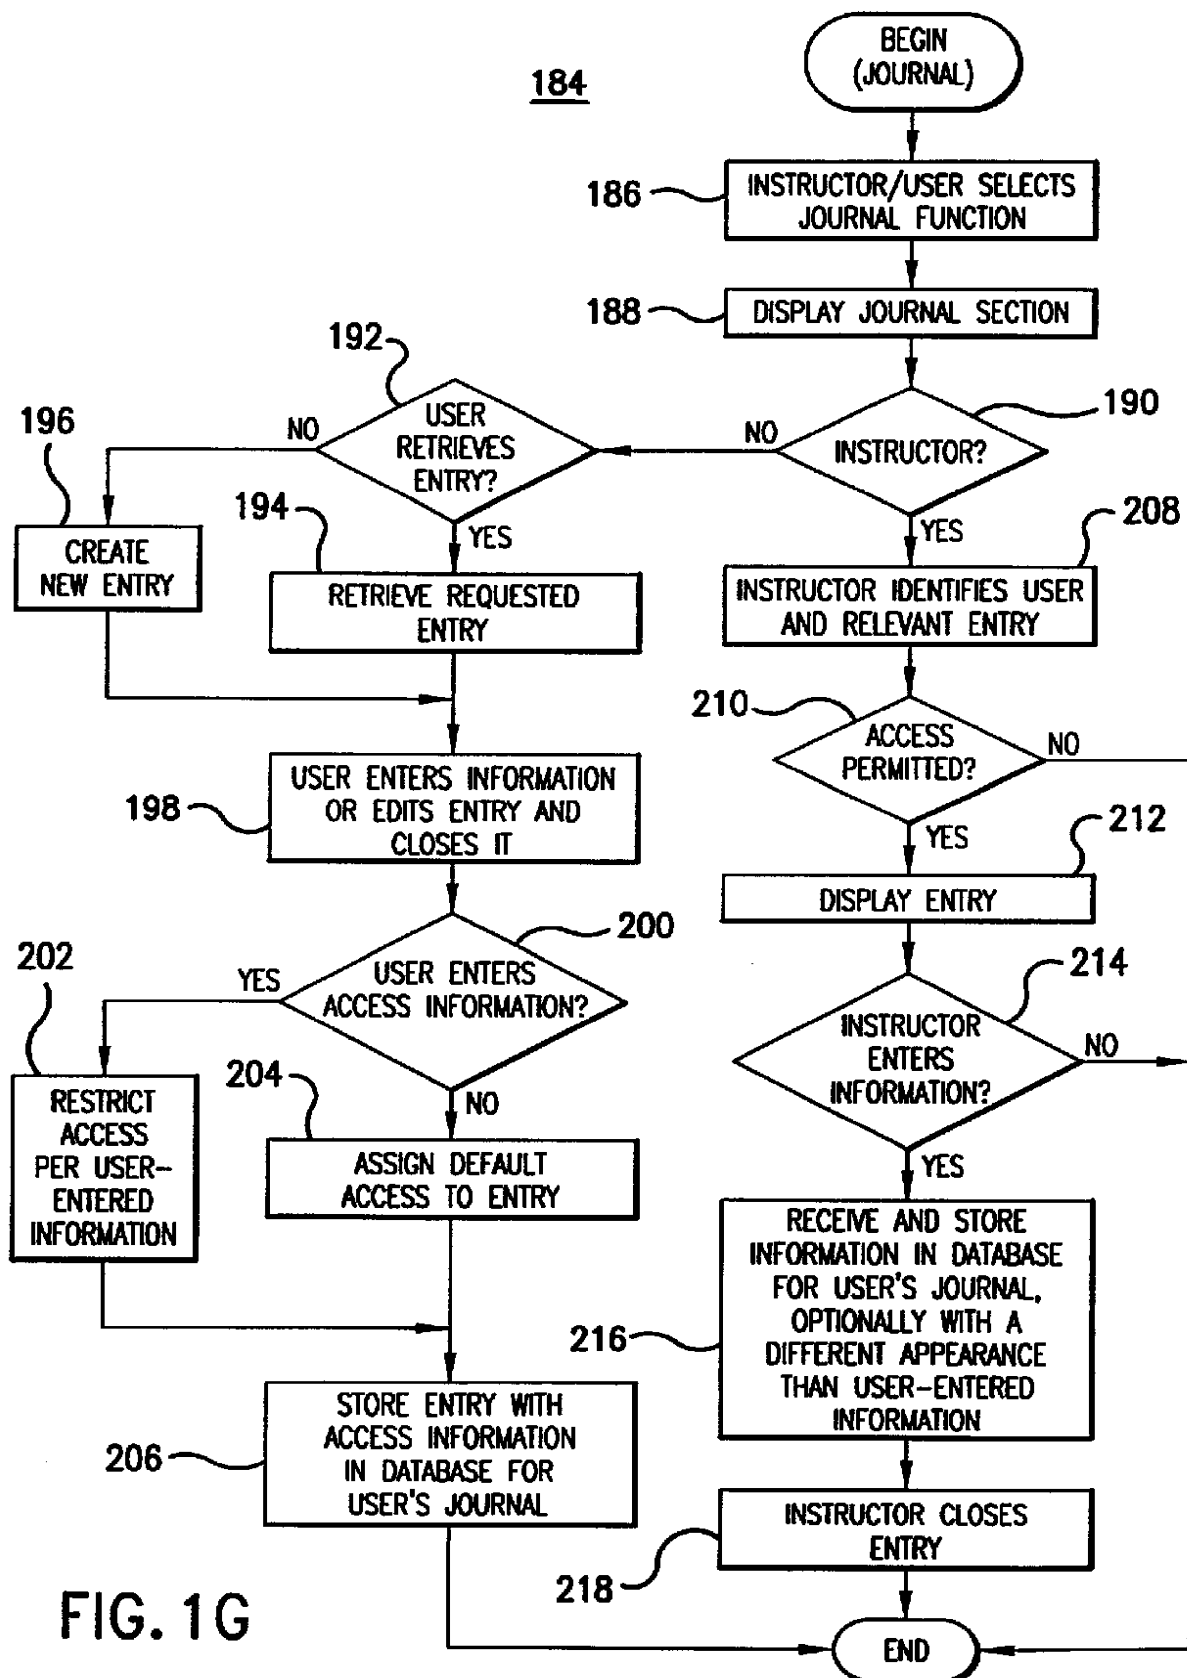 BEGIN
(JOURNAL)
184
186
INSTRUCTOR/USER SELECTS
JOURNAL FUNCTION
188
DISPLAY JOURNAL SECTION
192
190
196
NO
USER
RETRIEVES
ENTRY?
NO
INSTRUCTOR?
194
YES
YES
208
CREATE
NEW ENTRY
RETRIEVE REQUESTED
ENTRY
INSTRUCTOR IDENTIFIES USER
AND RELEVANT ENTRY
210
ACCESS
PERMITTED?
NO
198
USER ENTERS INFORMATION
OR EDITS ENTRY AND
CLOSES IT
YES
212
DISPLAY ENTRY
200
202
YES
USER ENTERS
ACCESS INFORMATION?
214
INSTRUCTOR
ENTERS
INFORMATION?
NO
204
NO
RESTRICT
ACCESS
PER USER-
ENTERED
INFORMATION
ASSIGN DEFAULT
ACCESS TO ENTRY
YES
216
RECEIVE AND STORE
INFORMATION IN DATABASE
FOR USER'S JOURNAL,
OPTIONALLY WITH A
DIFFERENT APPEARANCE
THAN USER-ENTERED
INFORMATION
206
STORE ENTRY WITH
ACCESS INFORMATION
IN DATABASE FOR
USER'S JOURNAL
218
INSTRUCTOR CLOSES
ENTRY
FIG. 1G
END